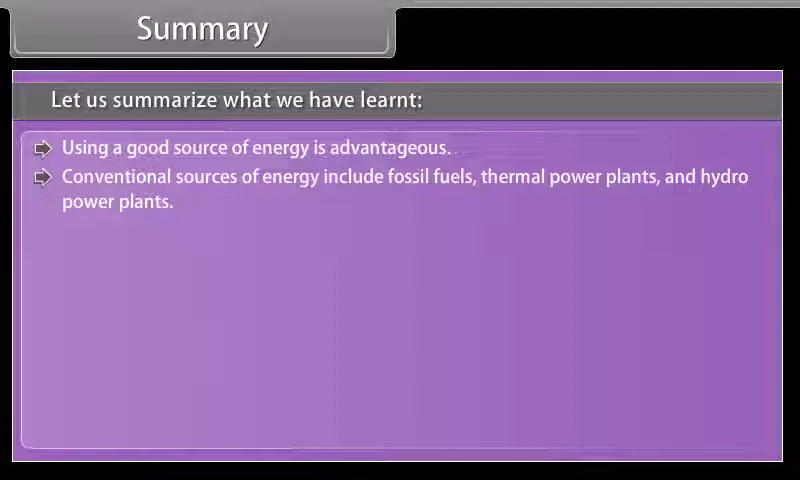 Summary
Let us summarize what we have learnt:
Using a good source of energy is advantageous.
Conventional sources of energy include fossil fuels, thermal power plants, and hydro
power plants.